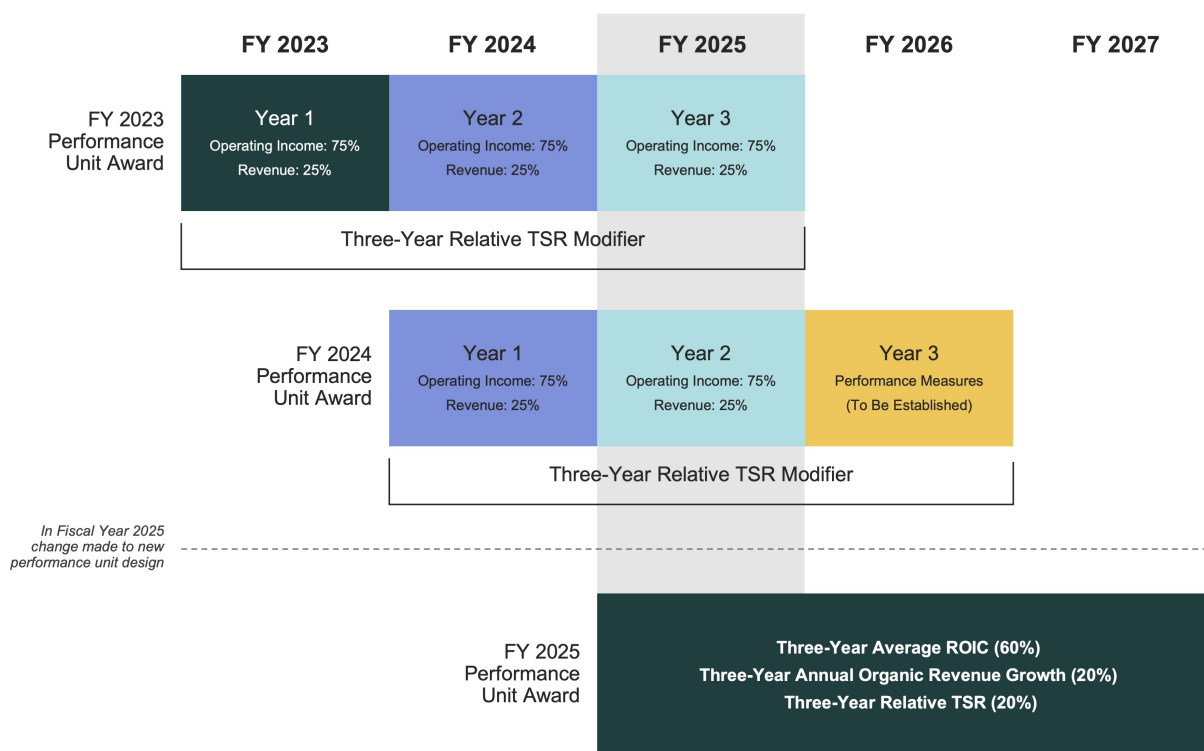 FY 2023
FY 2024
FY 2025
FY 2026
FY 2027
FY 2023
Performance
Unit Award
Year 1
Operating Income: 75%
Revenue: 25%
Year 2
Operating Income: 75%
Revenue: 25%
Year 3
Operating Income: 75%
Revenue: 25%
Three-Year Relative TSR Modifier
FY 2024
Performance
Unit Award
Year 1
Operating Income: 75%
Revenue: 25%
Year 2
Operating Income: 75%
Revenue: 25%
Year 3
Performance Measures
(To Be Established)
Three-Year Relative TSR Modifier
In Fiscal Year 2025
change made to new
performance unit design
FY 2025
Performance
Unit Award
Three-Year Average ROIC (60%)
Three-Year Annual Organic Revenue Growth (20%)
Three-Year Relative TSR (20%)